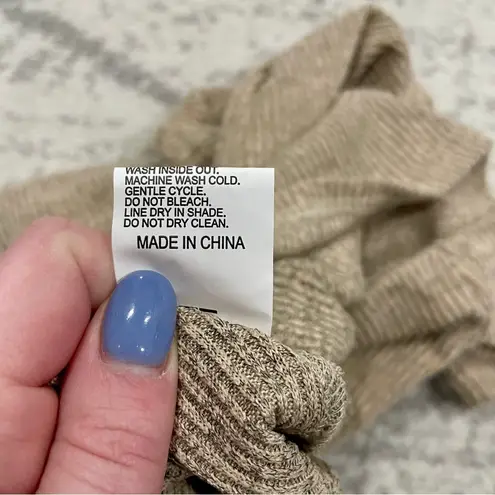 WASH INSIDE OUT.
MACHINE WASH COLD.
GENTLE CYCLE.
DO NOT BLEACH.
LINE DRY IN SHADE.
DO NOT DRY CLEAN.
MADE IN CHINA